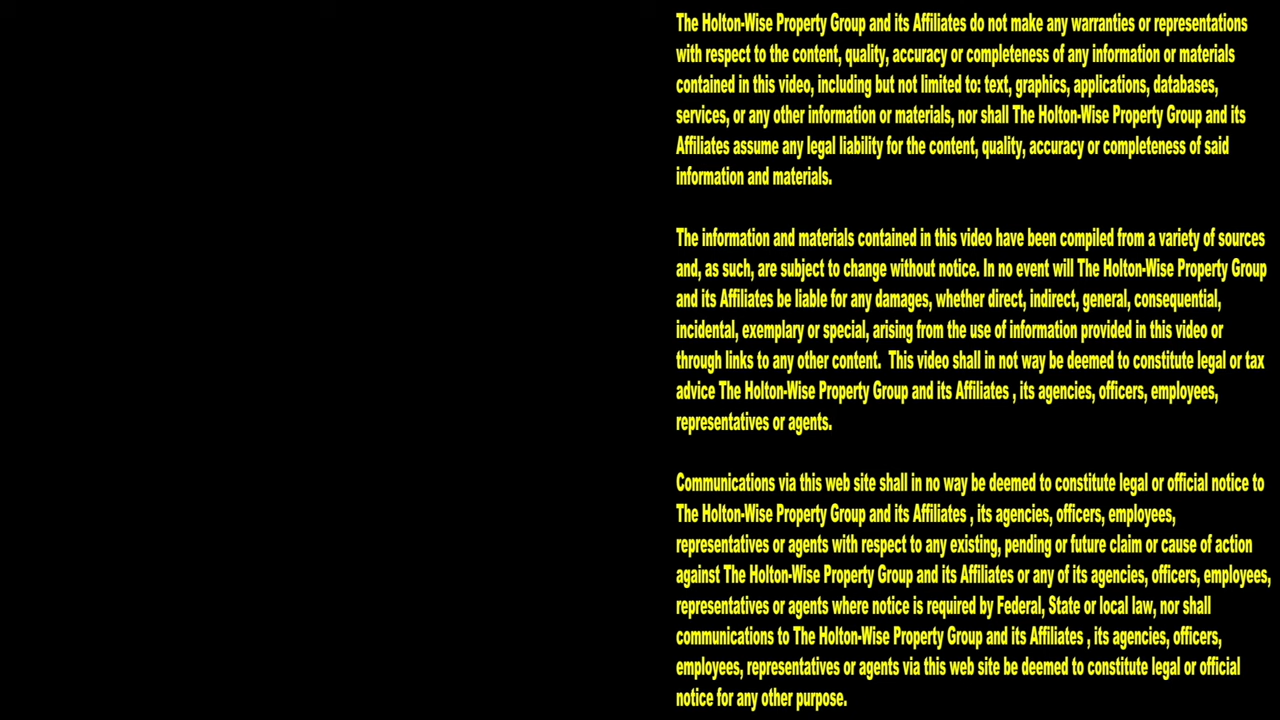 The Holton-Wise Property Group and its Affiliates do not make any warranties or representations
with respect to the content, quality, accuracy or completeness of any information or materials
contained in this video, including but not limited to: text, graphics, applications, databases,
services, or any other information or materials, nor shall The Holton-Wise Property Group and its
Affiliates assume any legal liability for the content, quality, accuracy or completeness of said
information and materials.
The information and materials contained in this video have been compiled from a variety of sources
and, as such, are subject to change without notice. In no event will The Holton-Wise Property Group
and its Affiliates be liable for any damages, whether direct, indirect, general, consequential,
incidental, exemplary or special, arising from the use of information provided in this video or
through links to any other content.  This video shall in not way be deemed to constitute legal or tax
advice The Holton-Wise Property Group and its Affiliates , its agencies, officers, employees,
representatives or agents.
Communications via this web site shall in no way be deemed to constitute legal or official notice to
The Holton-Wise Property Group and its Affiliates , its agencies, officers, employees,
representatives or agents with respect to any existing, pending or future claim or cause of action
against The Holton-Wise Property Group and its Affiliates or any of its agencies, officers, employees,
representatives or agents where notice is required by Federal, State or local law, nor shall
communications to The Holton-Wise Property Group and its Affiliates , its agencies, officers,
employees, representatives or agents via this web site be deemed to constitute legal or official
notice for any other purpose.